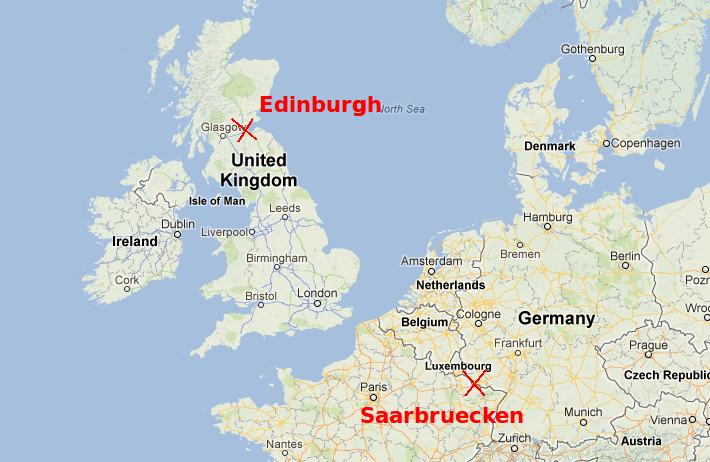 Gothenburg
Edinburgh
North Sea
Glasgow
Denmark
Copenhagen
United
Kingdom
Isle of Man
Leeds
Hamburg
Dublin
Liverpool
Ireland
Bremen
Berlin
Birmingham
Amsterdam
Cork
Netherlands
Bristol
London
Cologne
Belgium
Germany
Frankfurt
Prague
Luxembourg
Czech Republic
Paris
Saarbruecken
Munich
Vienna
Zurich
Austria
Nantes
Pozn
Wroc